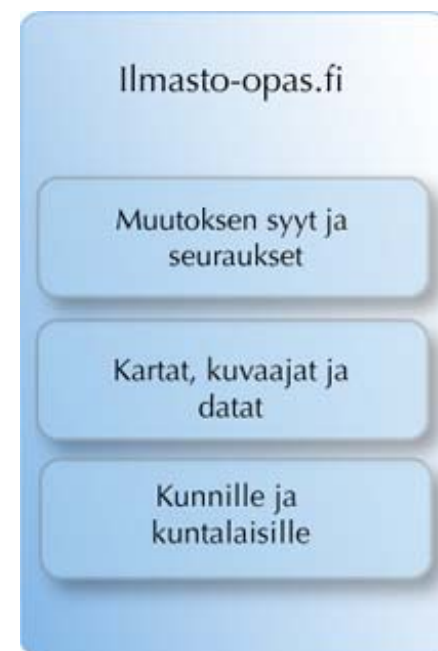 Ilmasto-opas.fi
Muutoksen syyt ja
seuraukset
Kartat, kuvaajat ja
datat
Kunnille ja
kuntalaisille